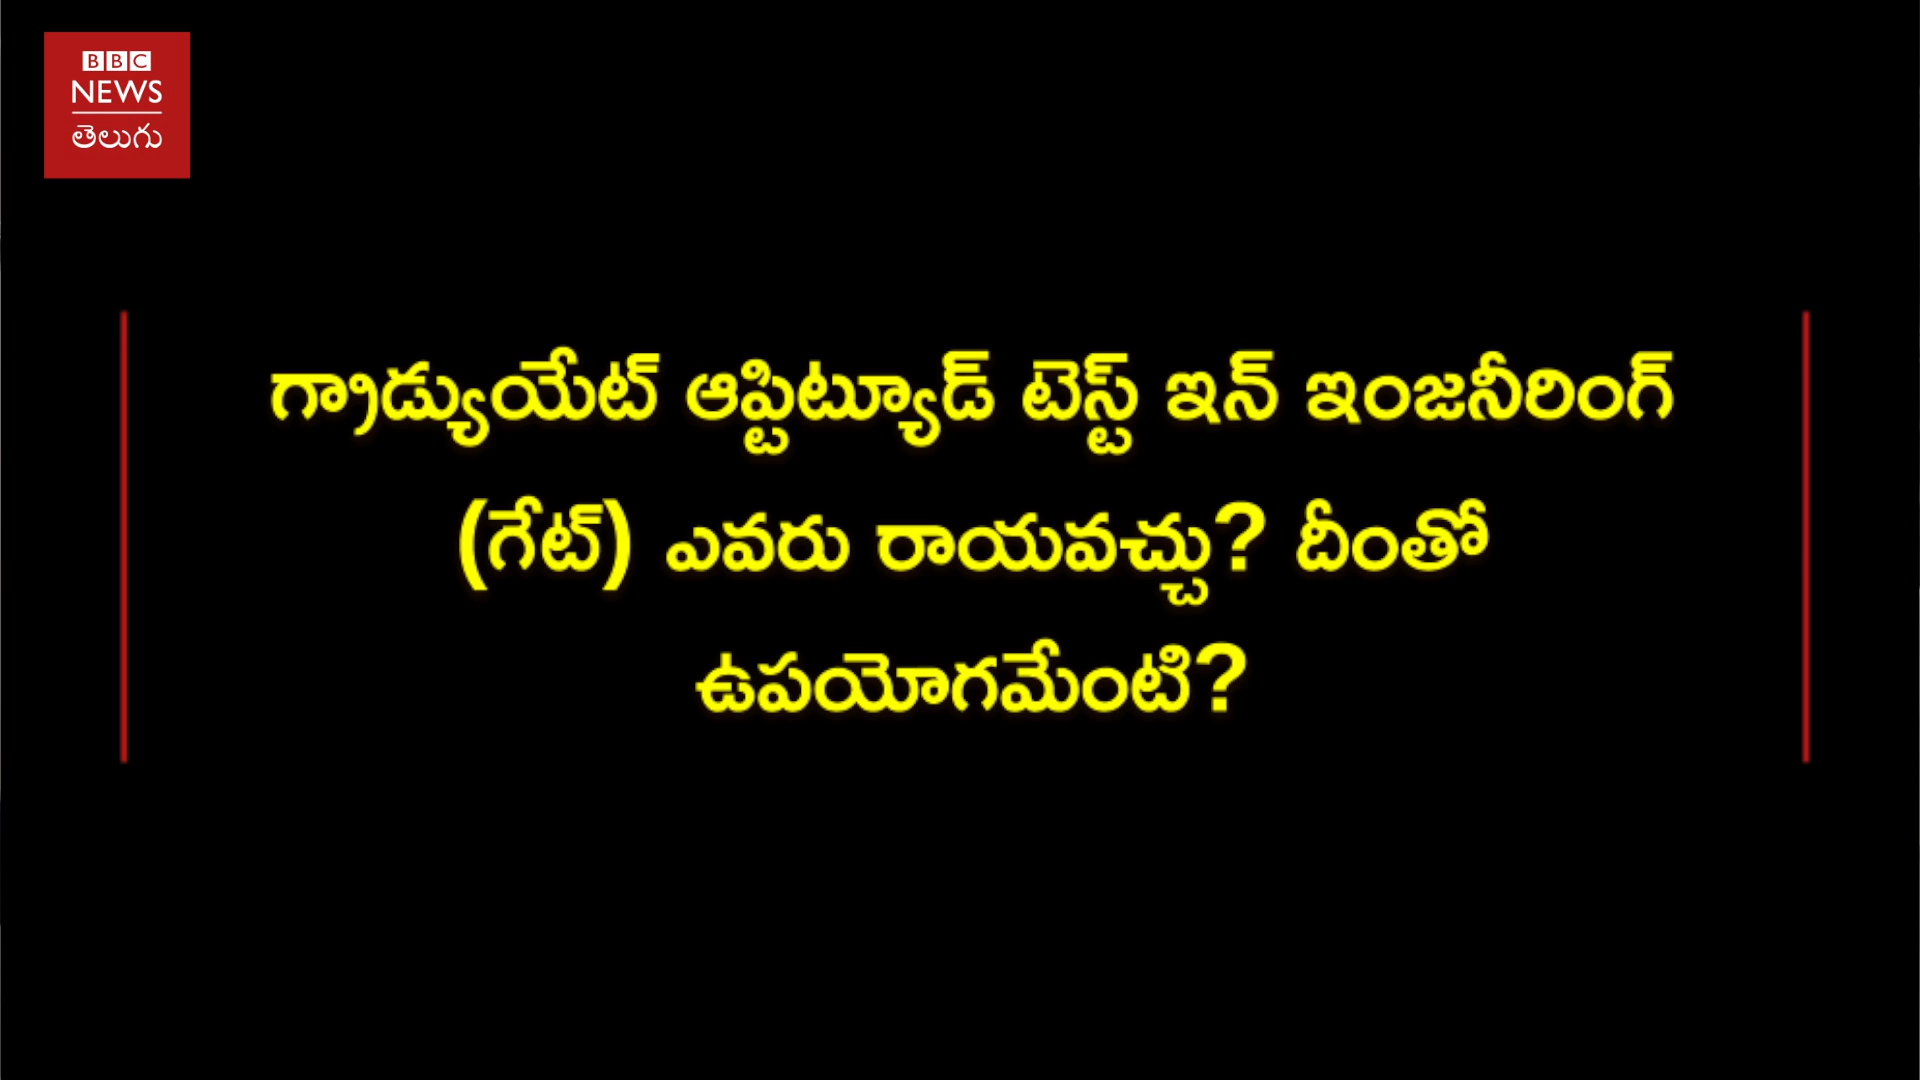 BBC
NEWS
తెలుగు
గ్రాడ్యుయేట్ ఆప్టిట్యూడ్ టెస్ట్ ఇన్ ఇంజనీరింగ్
(గేట్) ఎవరు రాయవచ్చు? దీంతో
ఉపయోగమేంటి?